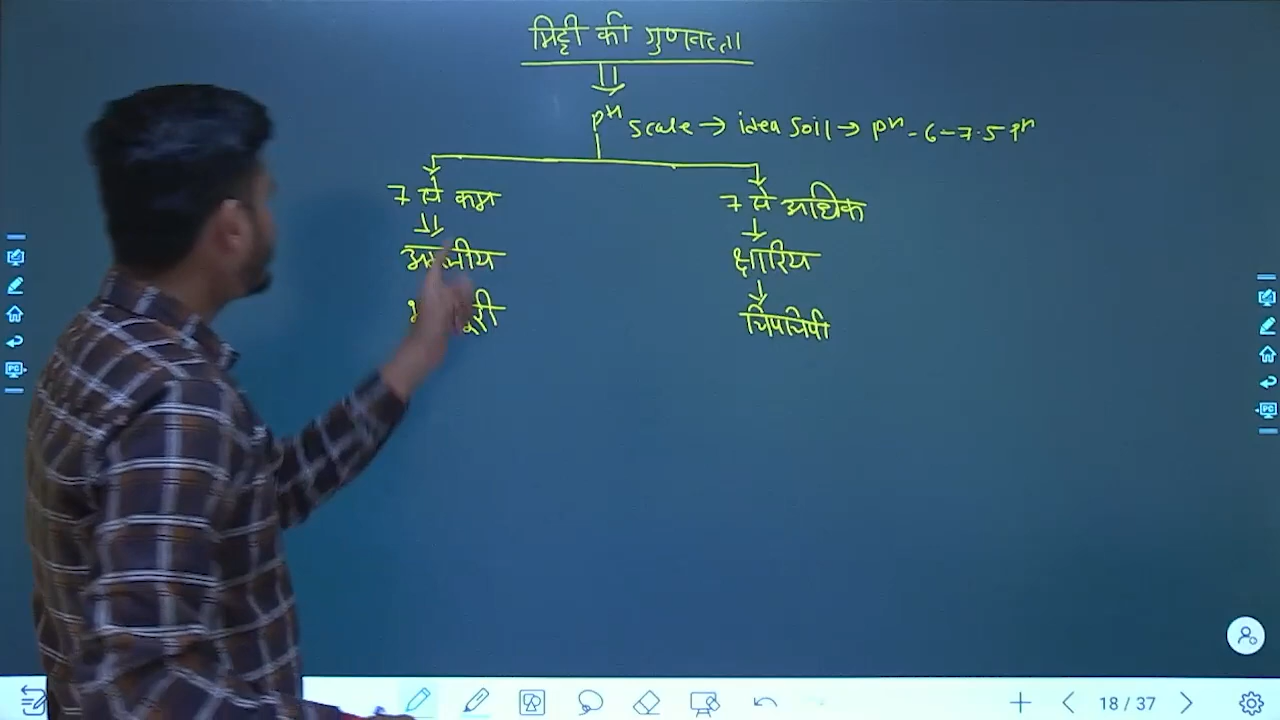 मिट्टी की गुणवत्ता
pH scale → idea soil → pH - 6 - 7.5 pH
7 से कम
7 से अधिक
क्षारिय
चिपचिपी
18 / 37